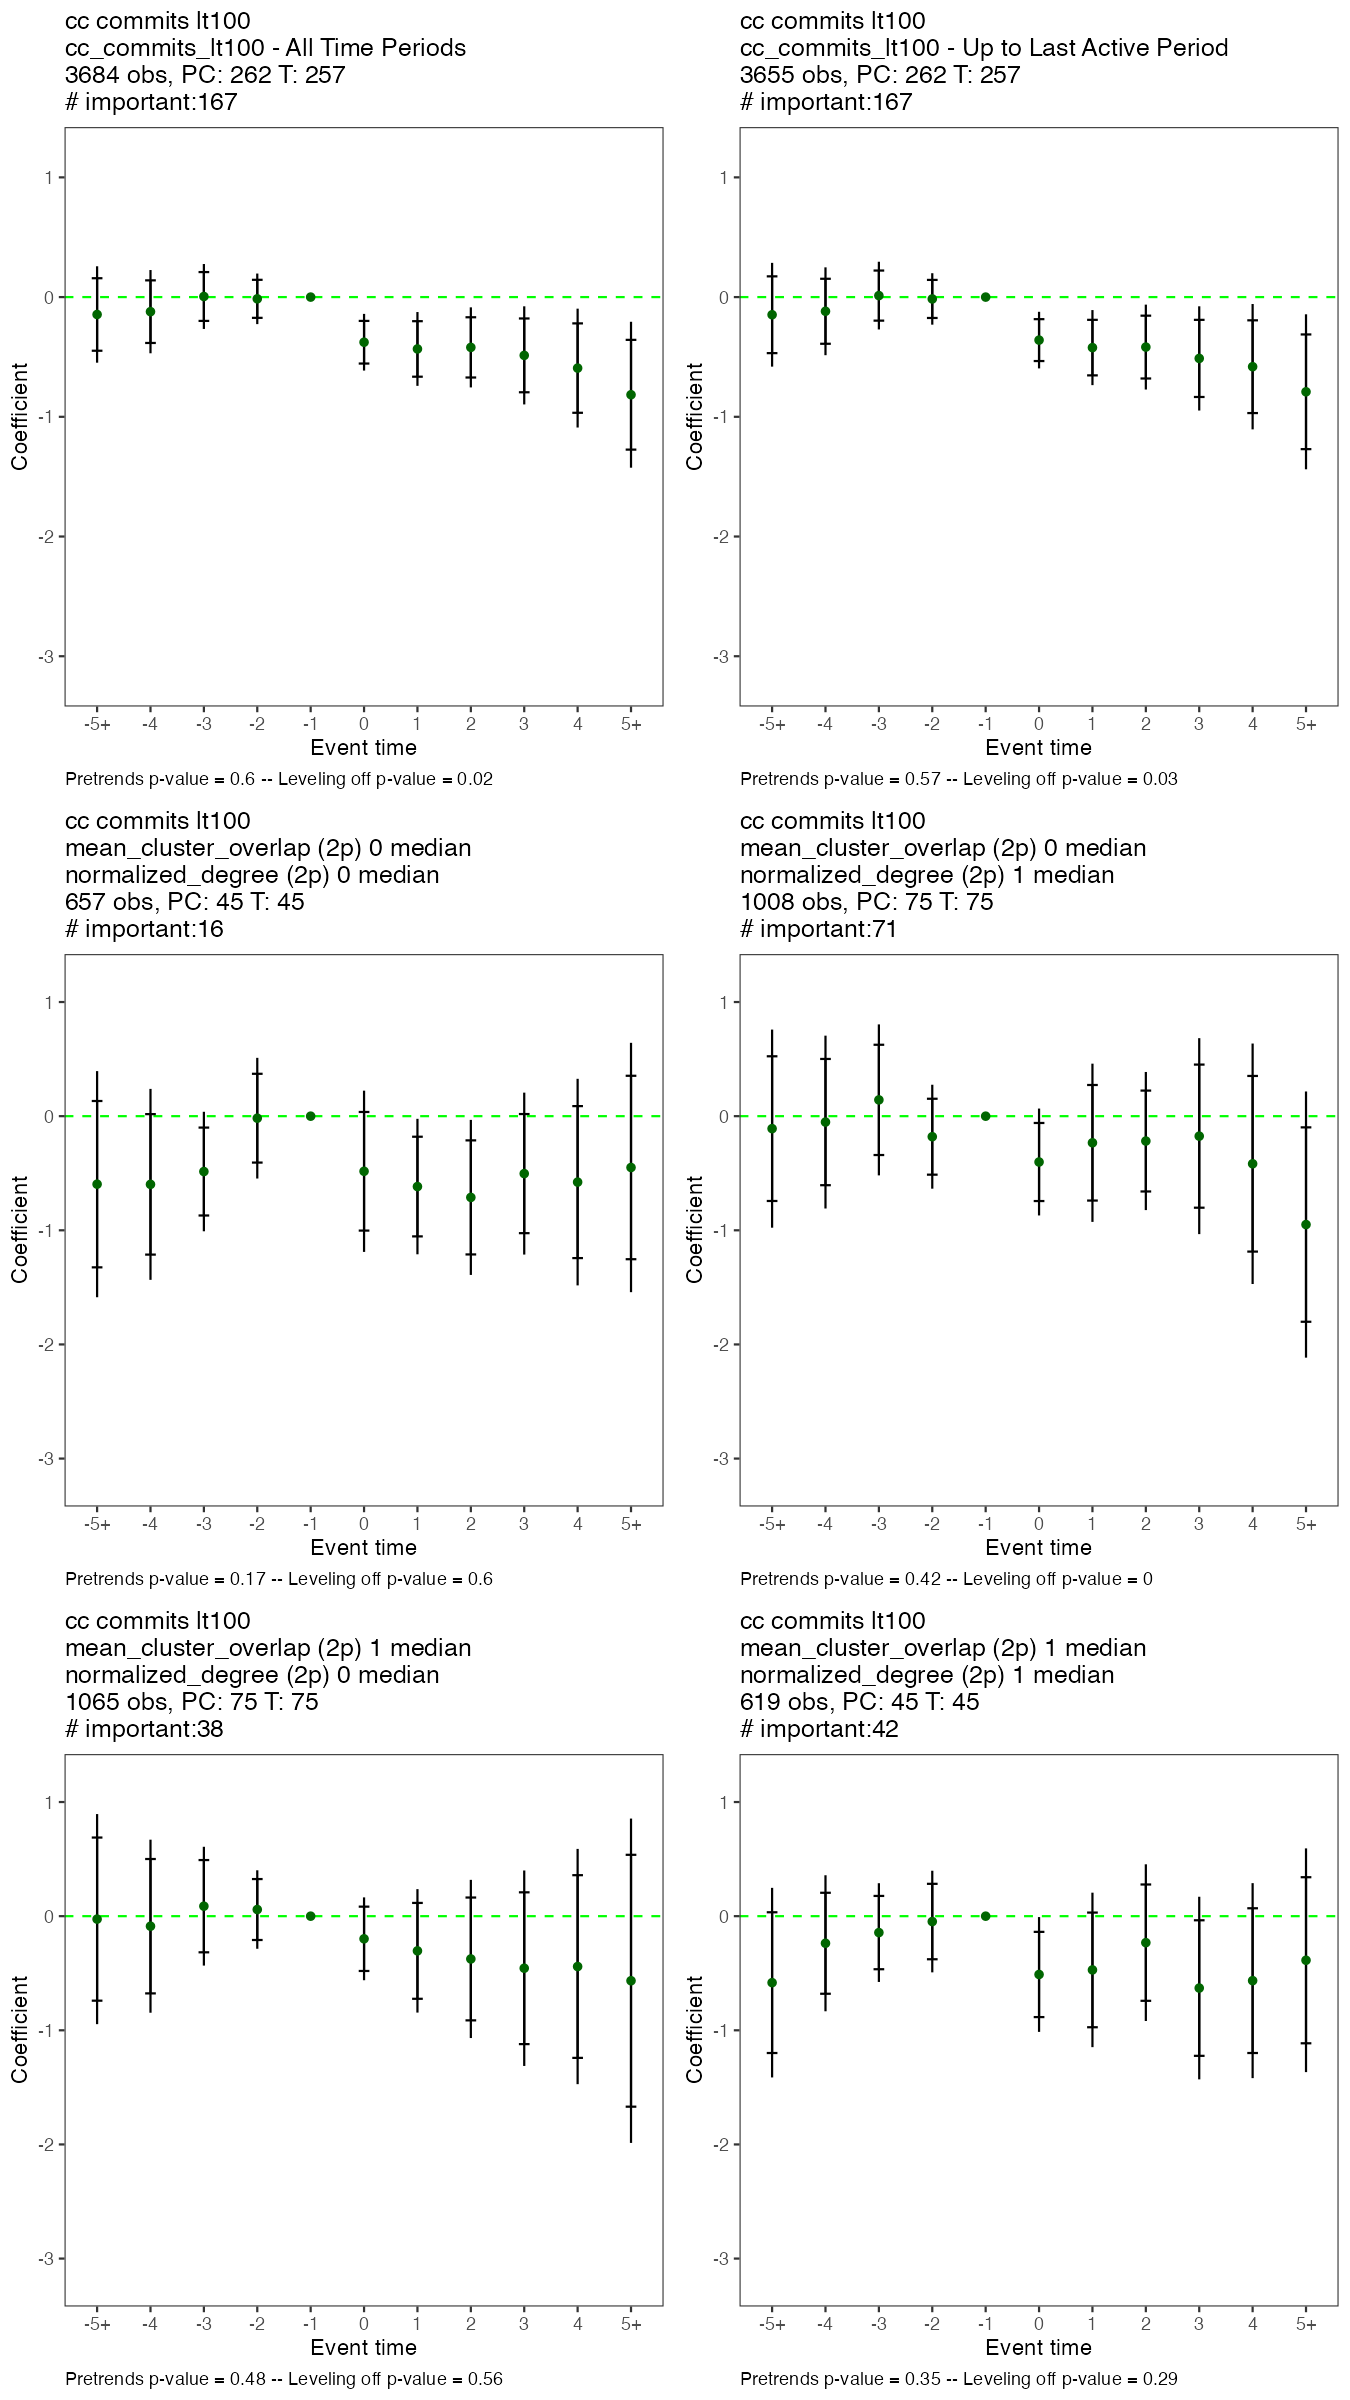 cc commits lt100
cc_commits_lt100 - All Time Periods
3684 obs, PC: 262 T: 257
# important:167
Coefficient
1
0
-1
-2
-3
-5+ -4 -3 -2 -1 0 1 2 3 4 5+
Event time
Pretrends p-value = 0.6 -- Leveling off p-value = 0.02
cc commits lt100
cc_commits_lt100 - Up to Last Active Period
3655 obs, PC: 262 T: 257
# important:167
Coefficient
1
0
-1
-2
-3
-5+ -4 -3 -2 -1 0 1 2 3 4 5+
Event time
Pretrends p-value = 0.57 -- Leveling off p-value = 0.03
cc commits lt100
mean_cluster_overlap (2p) 0 median
normalized_degree (2p) 0 median
657 obs, PC: 45 T: 45
# important:16
Coefficient
1
0
-1
-2
-3
-5+ -4 -3 -2 -1 0 1 2 3 4 5+
Event time
Pretrends p-value = 0.17 -- Leveling off p-value = 0.6
cc commits lt100
mean_cluster_overlap (2p) 0 median
normalized_degree (2p) 1 median
1008 obs, PC: 75 T: 75
# important:71
Coefficient
1
0
-1
-2
-3
-5+ -4 -3 -2 -1 0 1 2 3 4 5+
Event time
Pretrends p-value = 0.42 -- Leveling off p-value = 0
cc commits lt100
mean_cluster_overlap (2p) 1 median
normalized_degree (2p) 0 median
1065 obs, PC: 75 T: 75
# important:38
Coefficient
1
0
-1
-2
-3
-5+ -4 -3 -2 -1 0 1 2 3 4 5+
Event time
Pretrends p-value = 0.48 -- Leveling off p-value = 0.56
cc commits lt100
mean_cluster_overlap (2p) 1 median
normalized_degree (2p) 1 median
619 obs, PC: 45 T: 45
# important:42
Coefficient
1
0
-1
-2
-3
-5+ -4 -3 -2 -1 0 1 2 3 4 5+
Event time
Pretrends p-value = 0.35 -- Leveling off p-value = 0.29